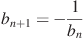 b_{n+1} = -\frac{1}{b_n}